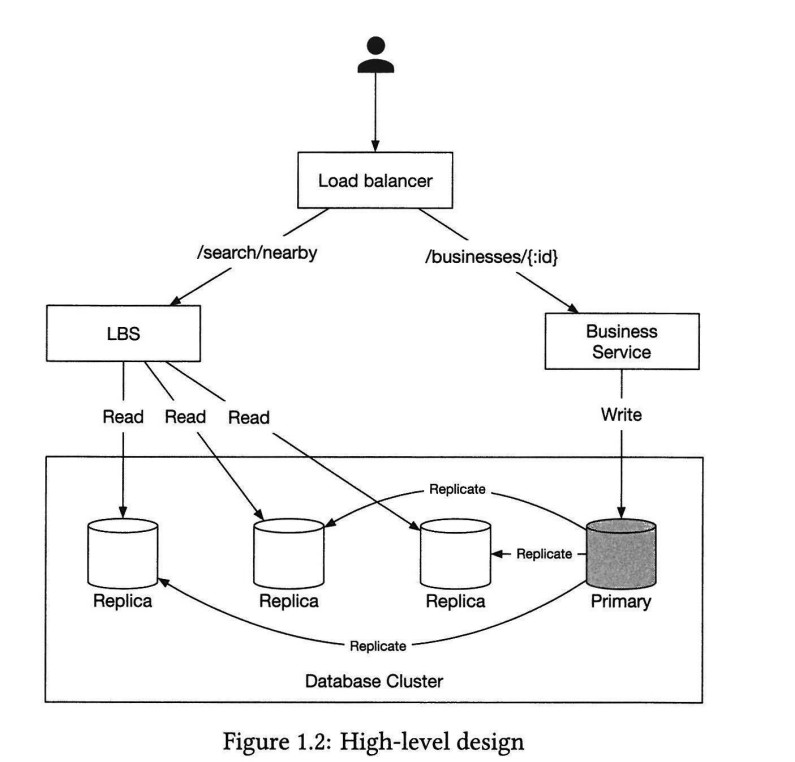 Load balancer
/search/nearby
/businesses/{:id}
LBS
Business
Service
Read
Read
Read
Write
Replicate
Replicate
Replica
Replica
Replica
Primary
Replicate
Database Cluster
Figure 1.2: High-level design